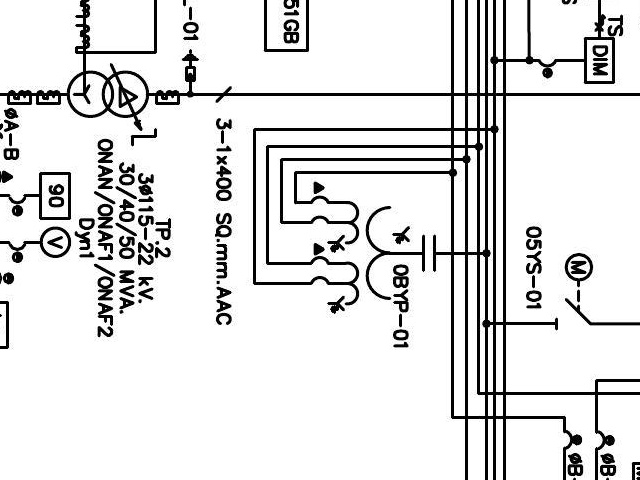 51GB
L-01
TS
DIM
ØA-B
90
V
TP.2
3Ø115-22 kV.
30/40/50 MVA.
ONAN/ONAF1/ONAF2
Dyn1
3-1x400 SQ.mm.AAC
0BYP-01
05YS-01
M
ØB-
ØB-